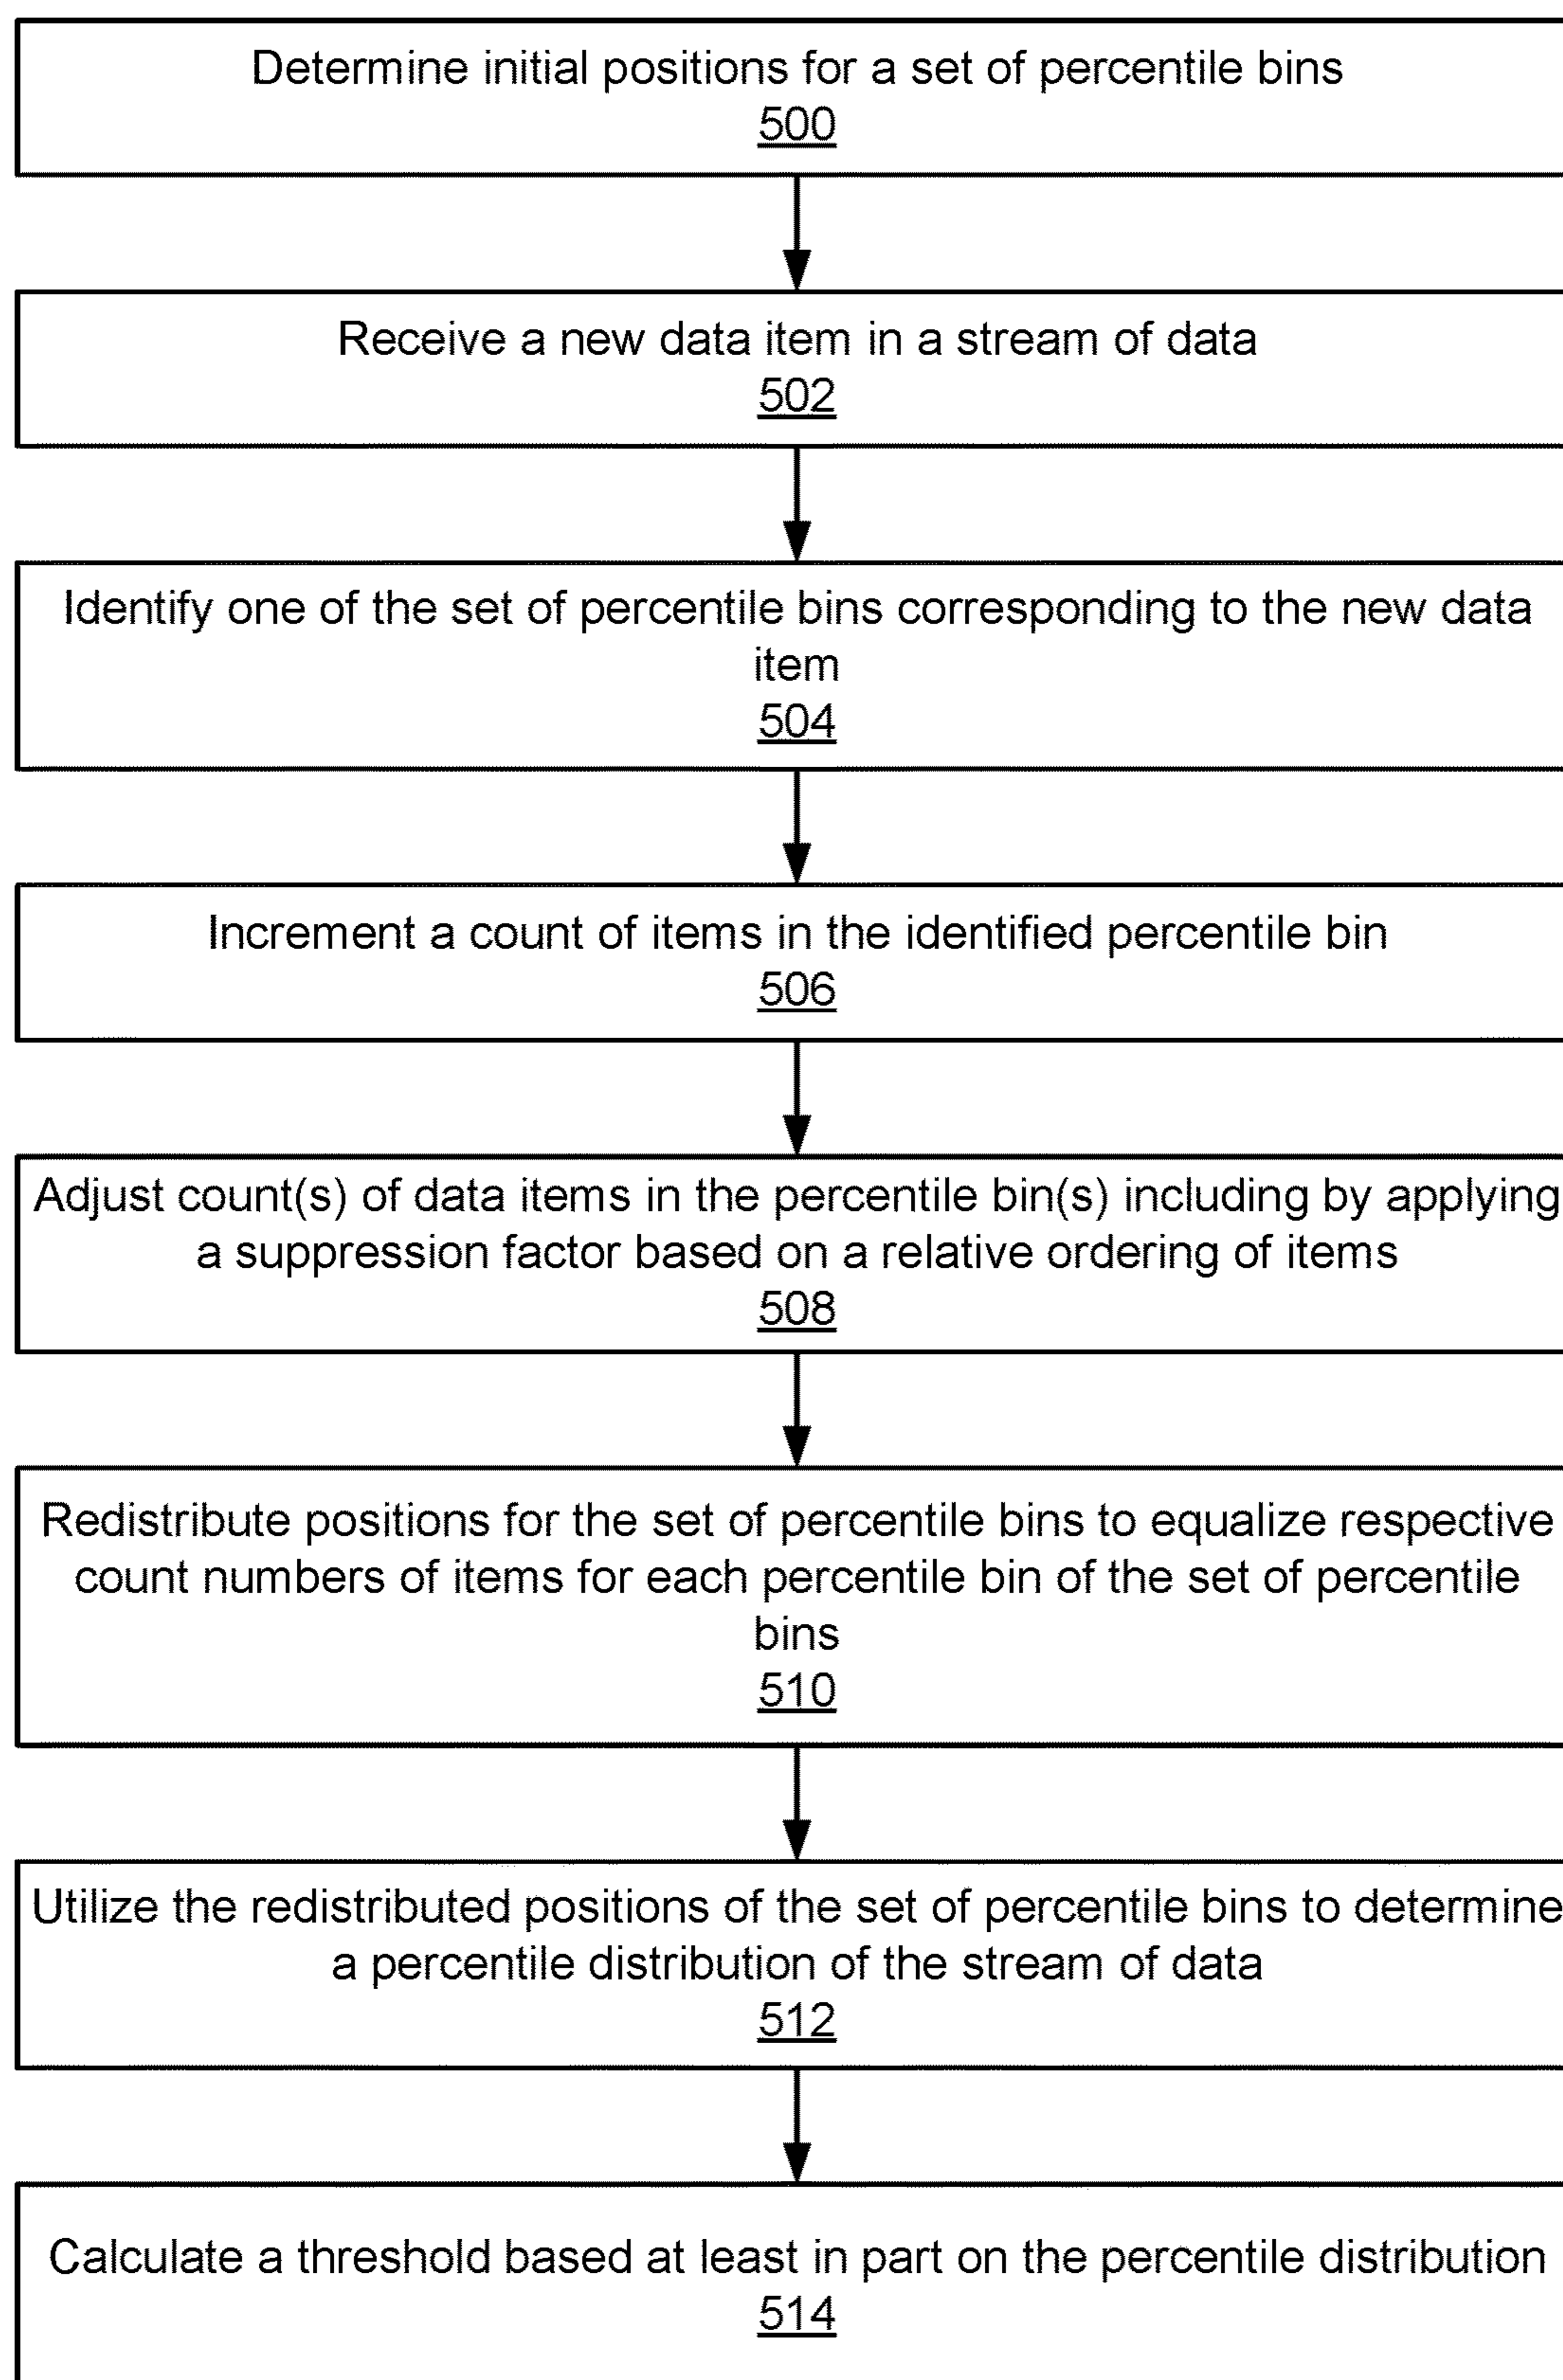 Determine initial positions for a set of percentile bins
500
Receive a new data item in a stream of data
502
Identify one of the set of percentile bins corresponding to the new data
item
504
Increment a count of items in the identified percentile bin
506
Adjust count(s) of data items in the percentile bin(s) including by applying
a suppression factor based on a relative ordering of items
508
Redistribute positions for the set of percentile bins to equalize respective
count numbers of items for each percentile bin of the set of percentile
bins
510
Utilize the redistributed positions of the set of percentile bins to determine
a percentile distribution of the stream of data
512
Calculate a threshold based at least in part on the percentile distribution
514